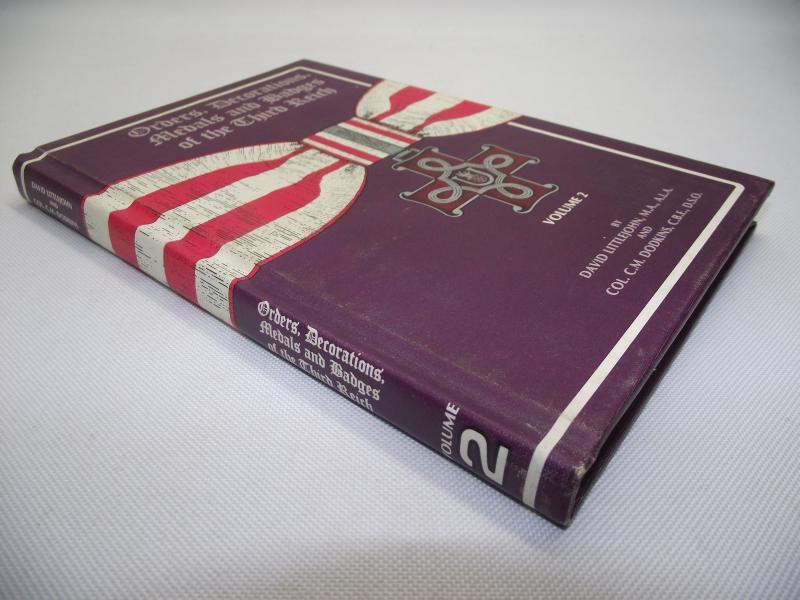 Orders, Decorations,
Medals and Badges
of the Third Reich
VOLUME 2
BY
DAVID LITTLEJOHN, M.A., A.L.A.
AND
COL. C.M. DODKINS, C.B.E., D.S.O.
DAVID LITTLEJOHN
AND
COL. C.M. DODKINS
Orders, Decorations,
Medals and Badges
of the Third Reich
VOLUME
2